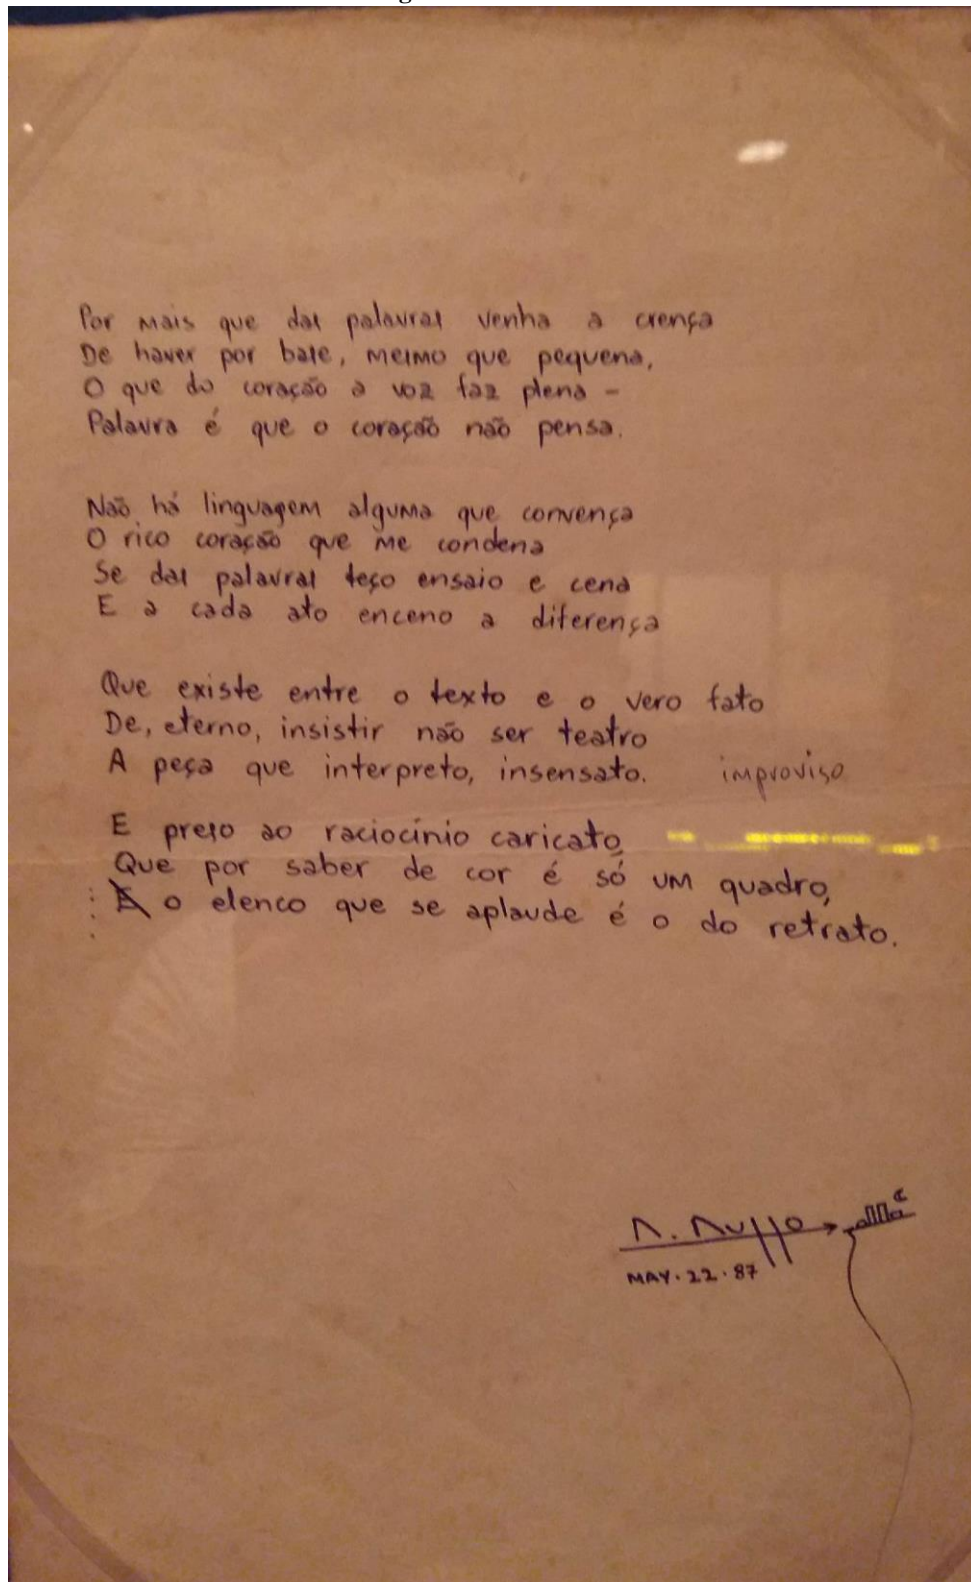 Por mais que das palavras venha a crença
De haver por base, mesmo que pequena,
O que do coração a voz faz plena –
Palavra é que o coração não pensa.
Não há linguagem alguma que convença
O rico coração que me condena
Se das palavras teço ensaio e cena
E a cada ato enceno a diferença
Que existe entre o texto e o vero fato
De, eterno, insistir não ser teatro
A peça que interpreto, insensato. improviso
E preso ao raciocínio caricato,
Que por saber de cor é só um quadro,
o elenco que se aplaude é o do retrato.
MAY.22.87